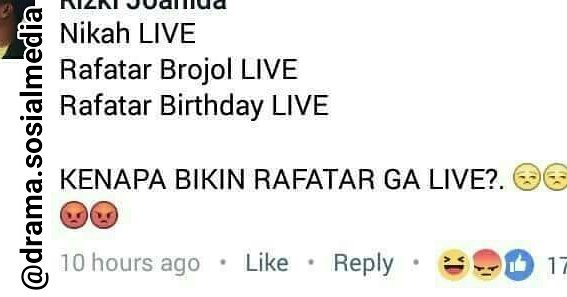 Nikah LIVE
Rafatar Brojol LIVE
Rafatar Birthday LIVE
KENAPA BIKIN RAFATAR GA LIVE?. 😒😒
😡😡
10 hours ago • Like • Reply • 😆😡👍 17
@drama.sosialmedia